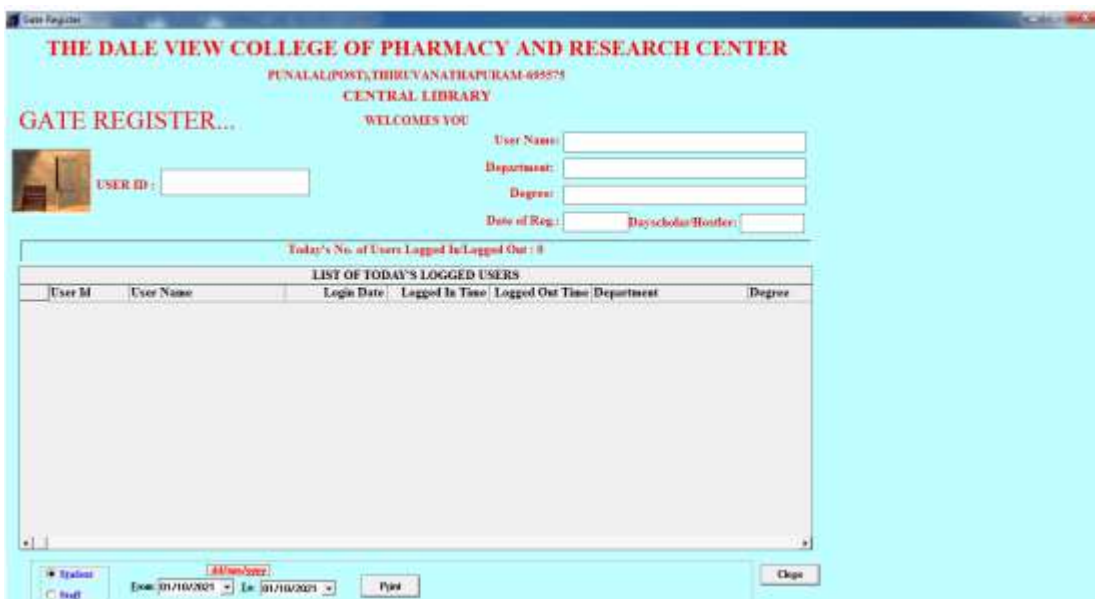 Gate Register
THE DALE VIEW COLLEGE OF PHARMACY AND RESEARCH CENTER
PUNALAL(POST),THIRUVANATHAPURAM-695575
CENTRAL LIBRARY
GATE REGISTER...
WELCOMES YOU
User Name:
USER ID :
Department:
Degree:
Date of Reg.: Dayscholar/Hostler:
Today's No. of Users Logged In/Logged Out : 0
LIST OF TODAY'S LOGGED USERS
User Id User Name Login Date Logged In Time Logged Out Time Department Degree
Student
dd/mm/yyyy
Close
From: 01/10/2021 To: 01/10/2021 Print
Staff